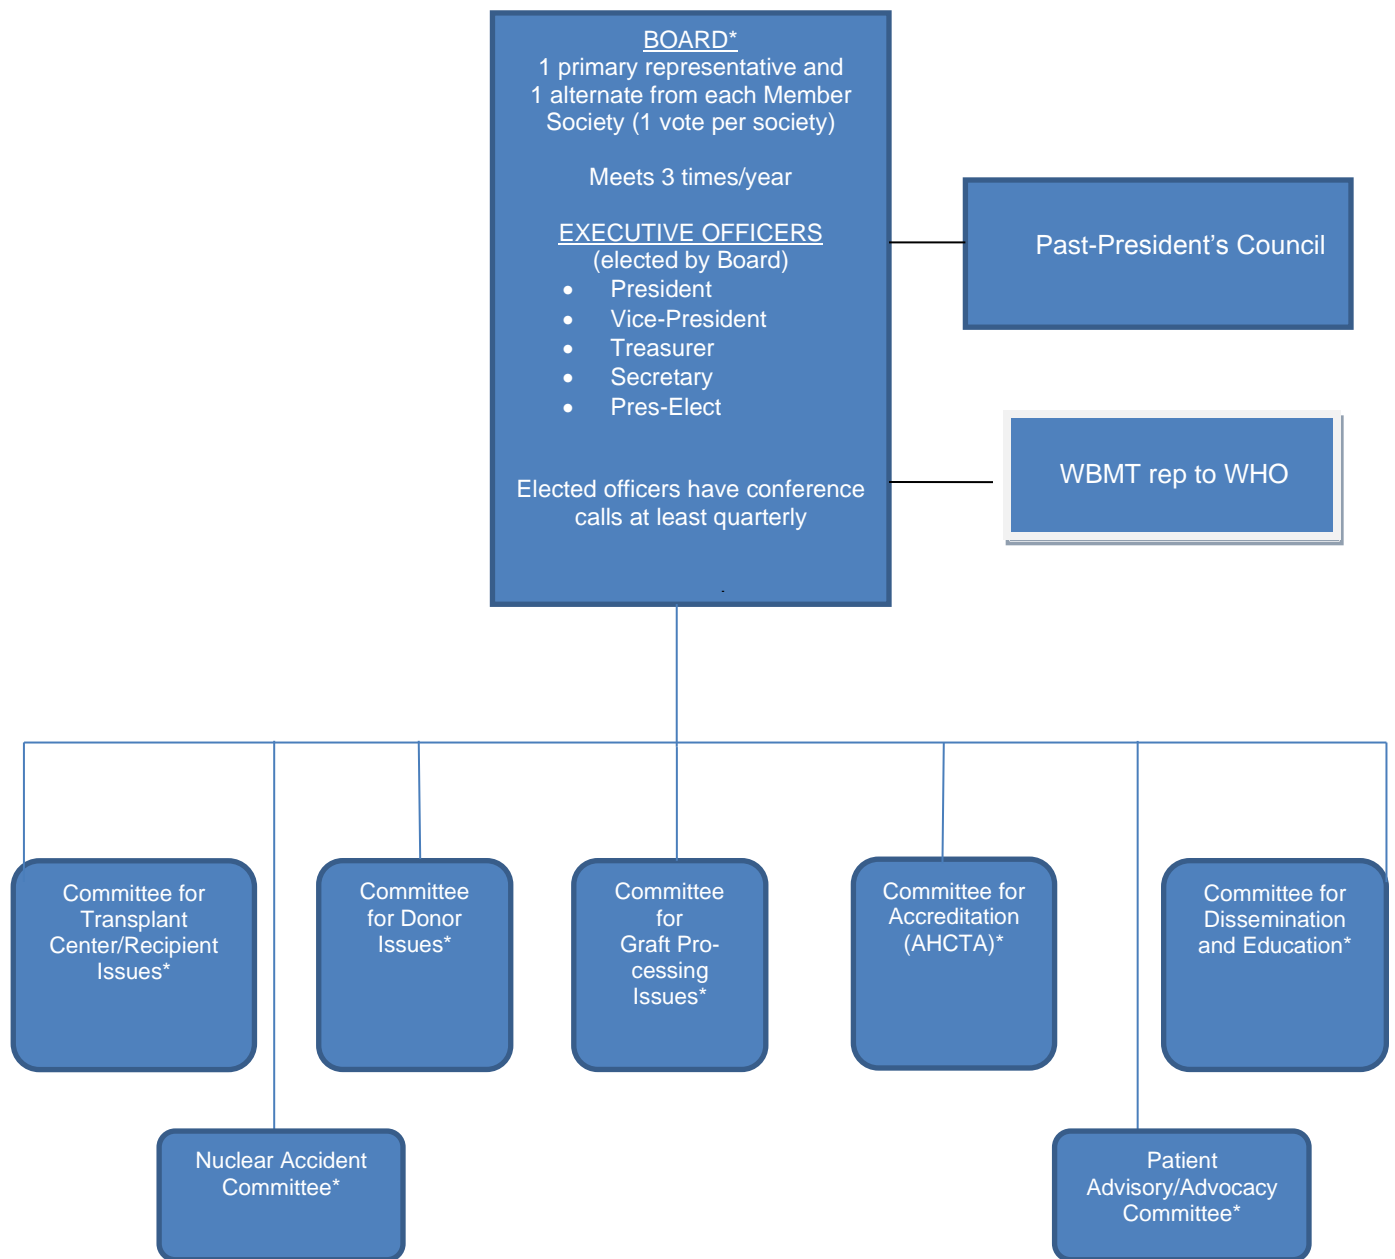 BOARD*
1 primary representative and
1 alternate from each Member
Society (1 vote per society)
Meets 3 times/year
EXECUTIVE OFFICERS
(elected by Board)
• President
• Vice-President
• Treasurer
• Secretary
• Pres-Elect
Elected officers have conference
calls at least quarterly
.
Past-President’s Council
WBMT rep to WHO
Committee for
Transplant
Center/Recipient
Issues*
Committee
for Donor
Issues*
Committee
for
Graft Pro-
cessing
Issues*
Committee for
Accreditation
(AHCTA)*
Committee for
Dissemination
and Education*
Nuclear Accident
Committee*
Patient
Advisory/Advocacy
Committee*